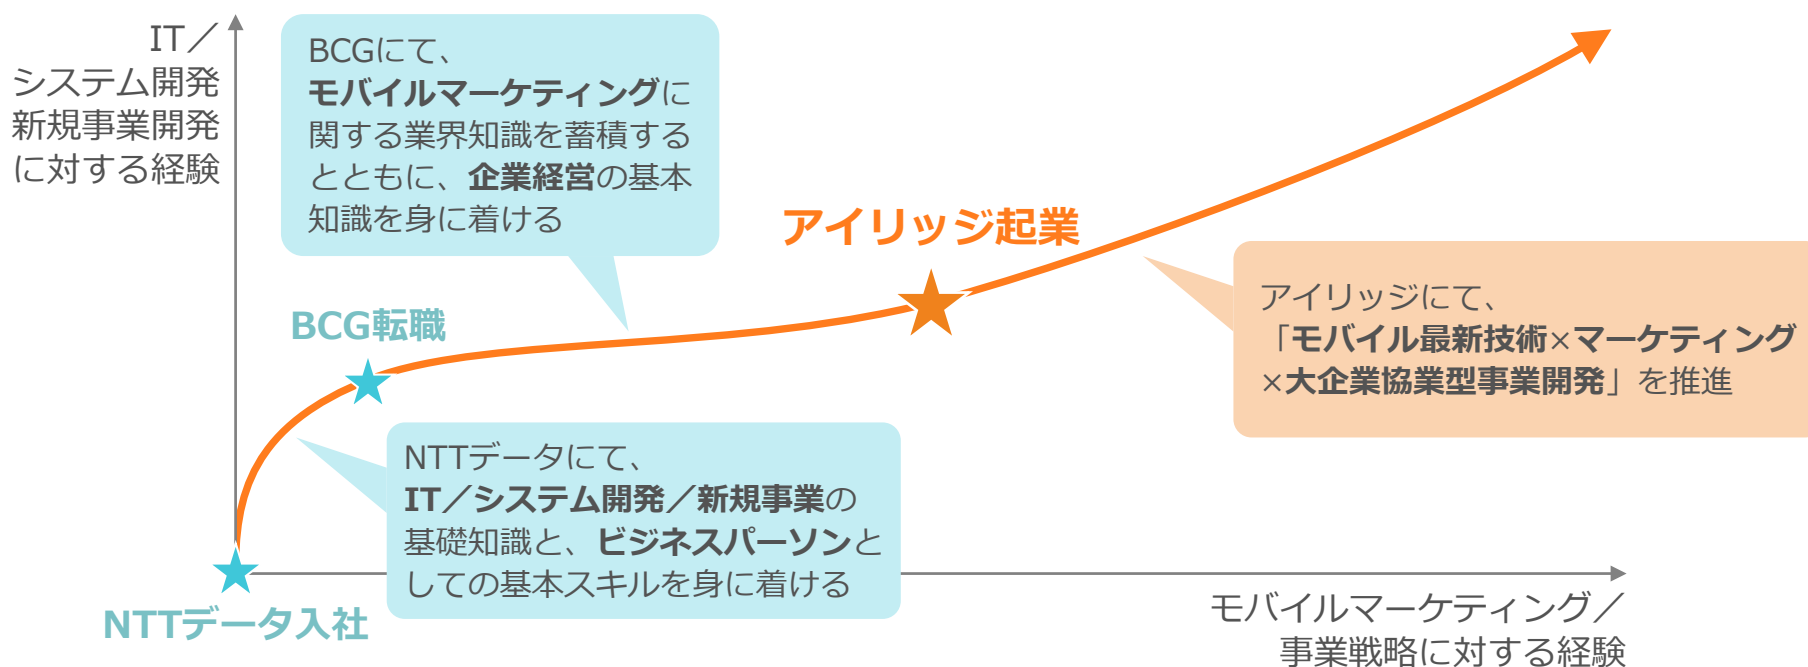 IT／
システム開発
新規事業開発
に対する経験
BCGにて、
モバイルマーケティングに
関する業界知識を蓄積する
とともに、企業経営の基本
知識を身に着ける
アイリッジ起業
BCG転職
アイリッジにて、
「モバイル最新技術×マーケティング
×大企業協業型事業開発」を推進
NTTデータにて、
IT／システム開発／新規事業の
基礎知識と、ビジネスパーソンと
しての基本スキルを身に着ける
NTTデータ入社
モバイルマーケティング／
事業戦略に対する経験